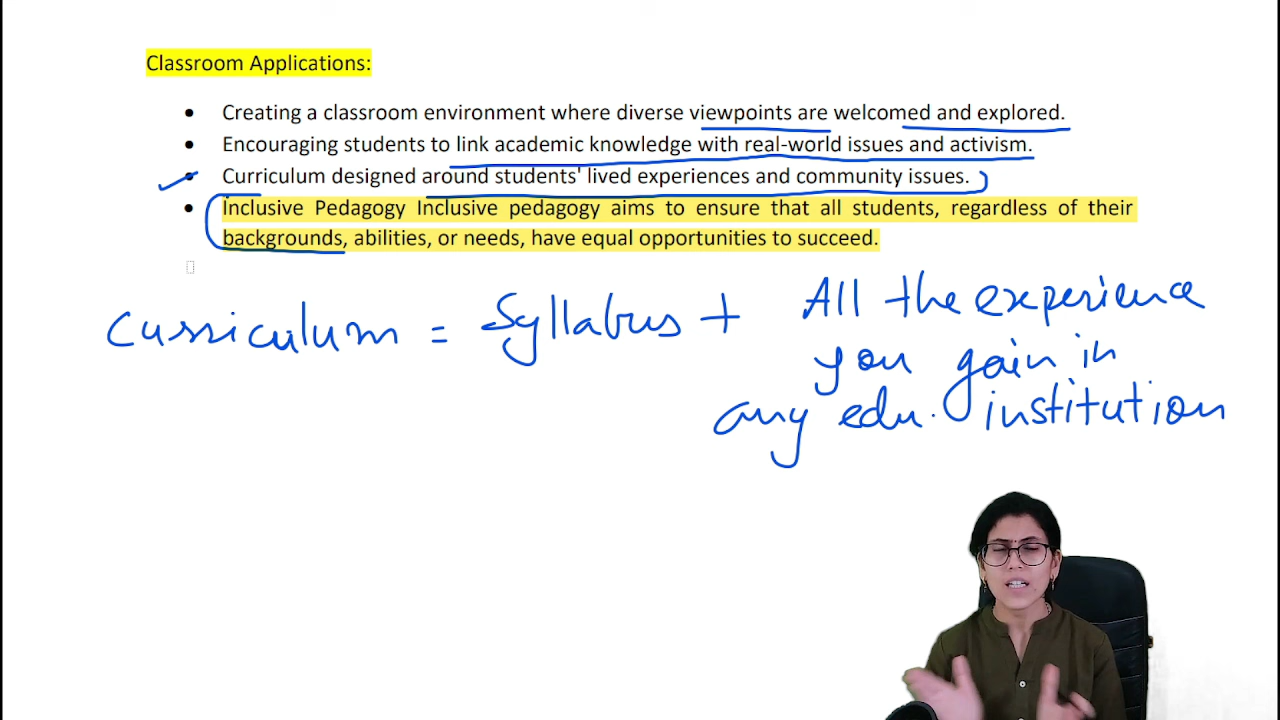 Classroom Applications:
• Creating a classroom environment where diverse viewpoints are welcomed and explored.
• Encouraging students to link academic knowledge with real-world issues and activism.
• Curriculum designed around students' lived experiences and community issues.
• Inclusive Pedagogy Inclusive pedagogy aims to ensure that all students, regardless of their
backgrounds, abilities, or needs, have equal opportunities to succeed.
Curriculum = Syllabus + All the experience
you gain in
any edu. institution